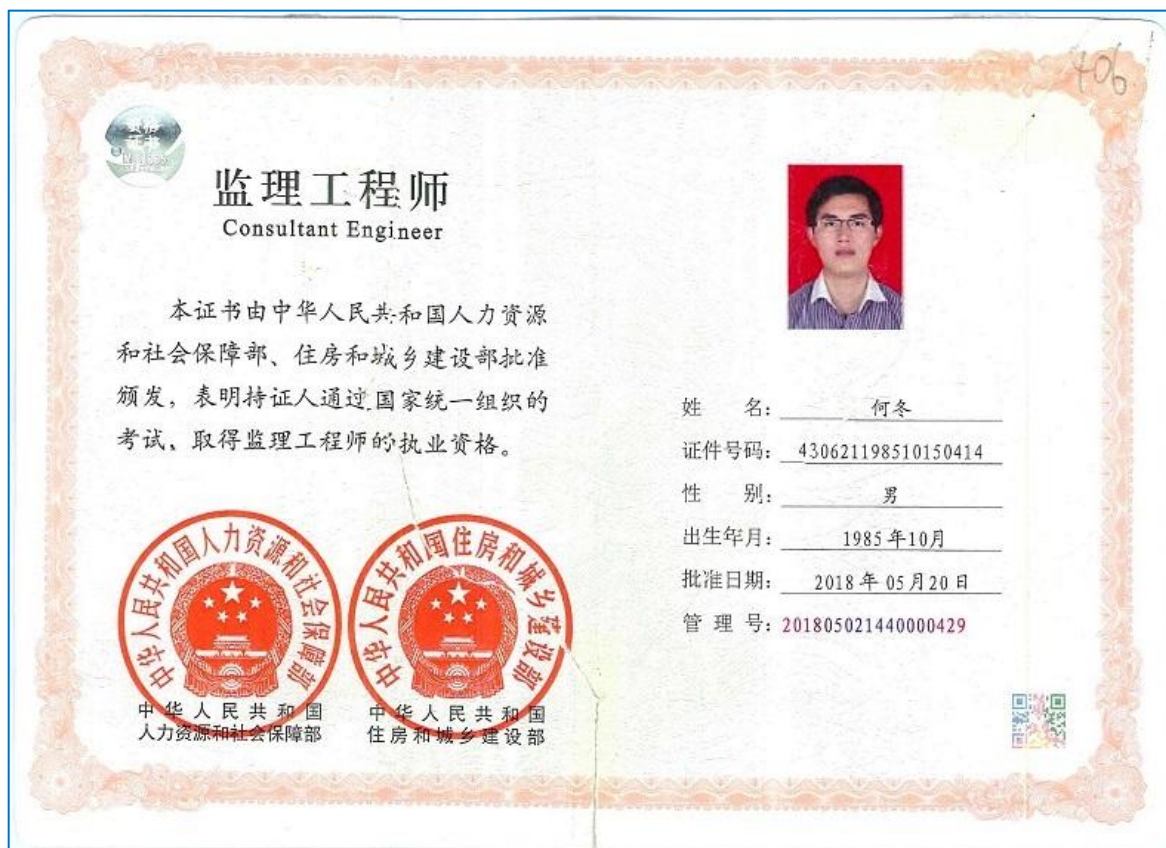 406
资格
证书
监理工程师
Consultant Engineer
本证书由中华人民共和国人力资源
和社会保障部、住房和城乡建设部批准
颁发，表明持证人通过国家统一组织的
考试，取得监理工程师的执业资格。
中华人民共和国人力资源和社会保障部
中华人民共和国住房和城乡建设部
中华人民共和国
人力资源和社会保障部
中华人民共和国
住房和城乡建设部
姓 名： 何冬
证件号码： 430621198510150414
性 别： 男
出生年月： 1985年10月
批准日期： 2018年05月20日
管 理 号：201805021440000429